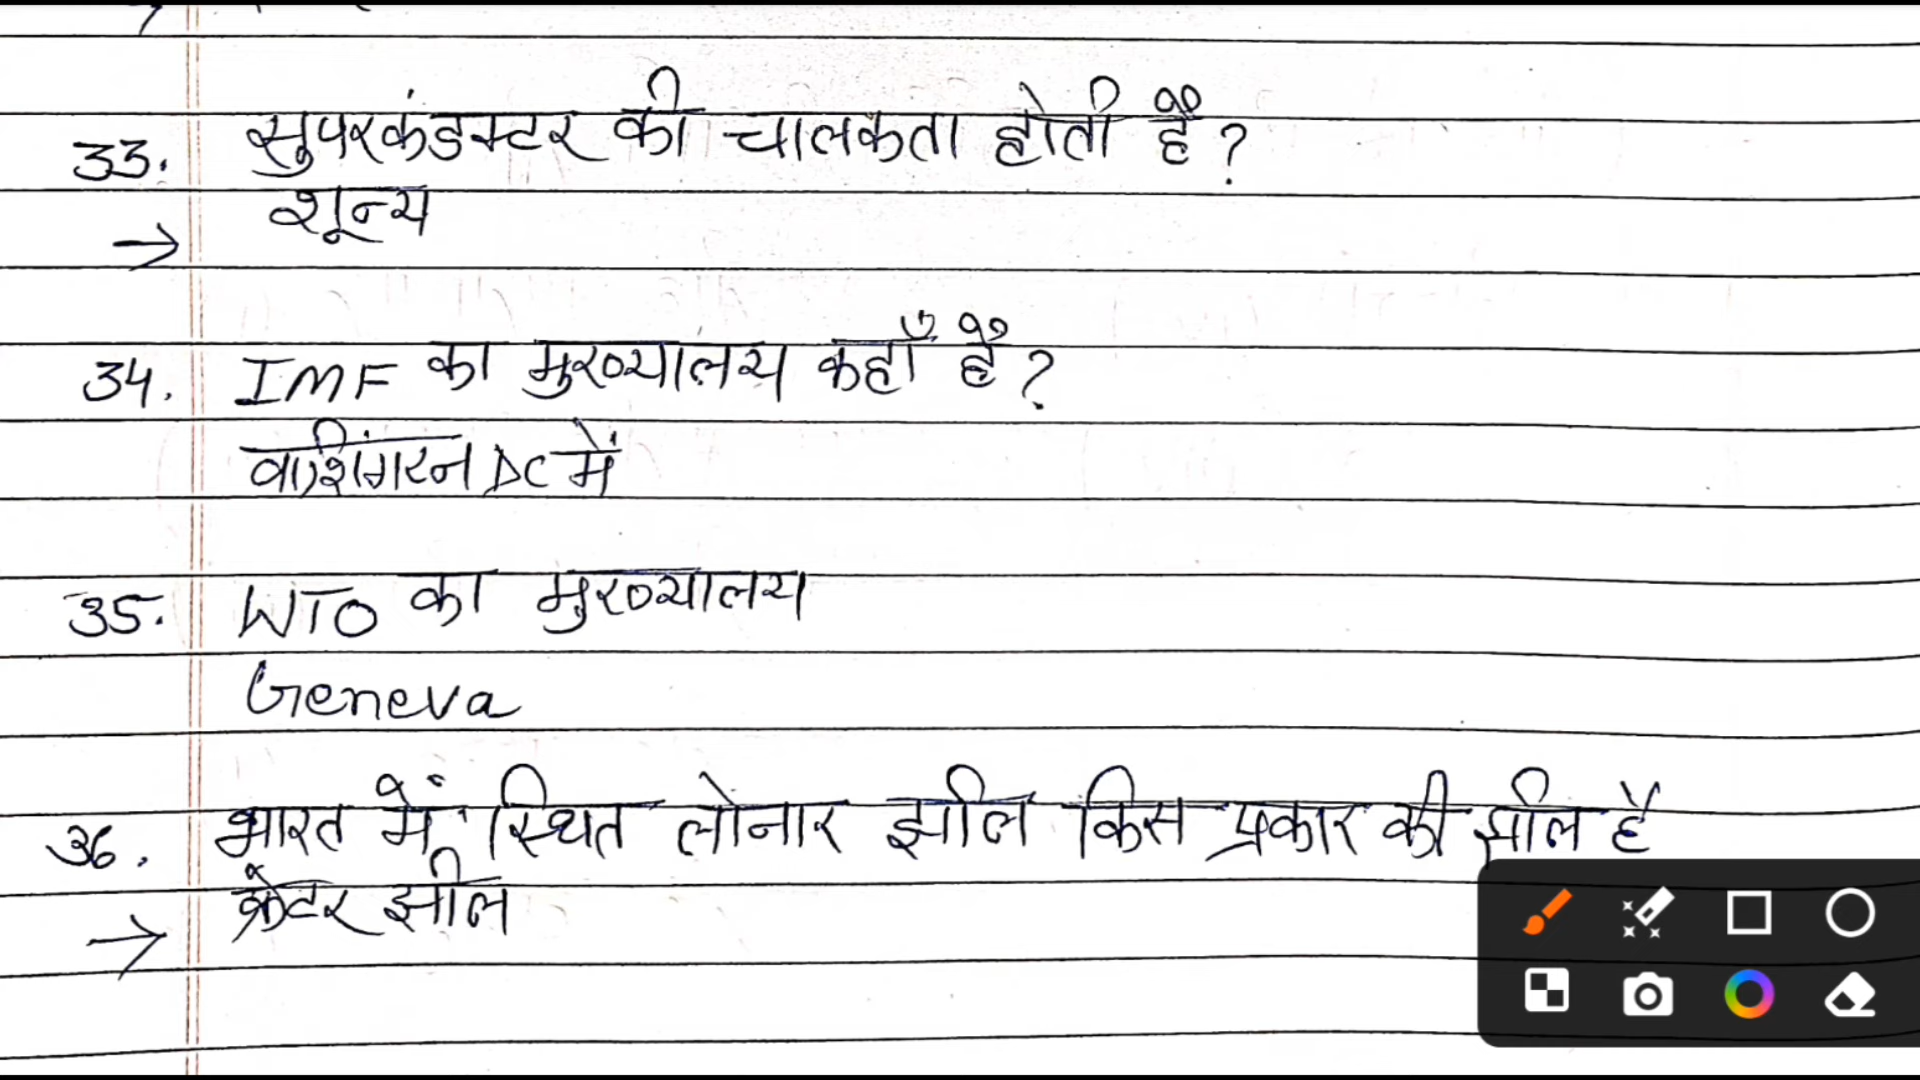 33. सुपरकंडक्टर की चालकता होती है ?
→ शून्य
34. IMF का मुख्यालय कहाँ है ?
वाशिंगटन DC में
35. WTO का मुख्यालय
Geneva
36. भारत में स्थित लोनार झील किस प्रकार की झील है
→ क्रेटर झील